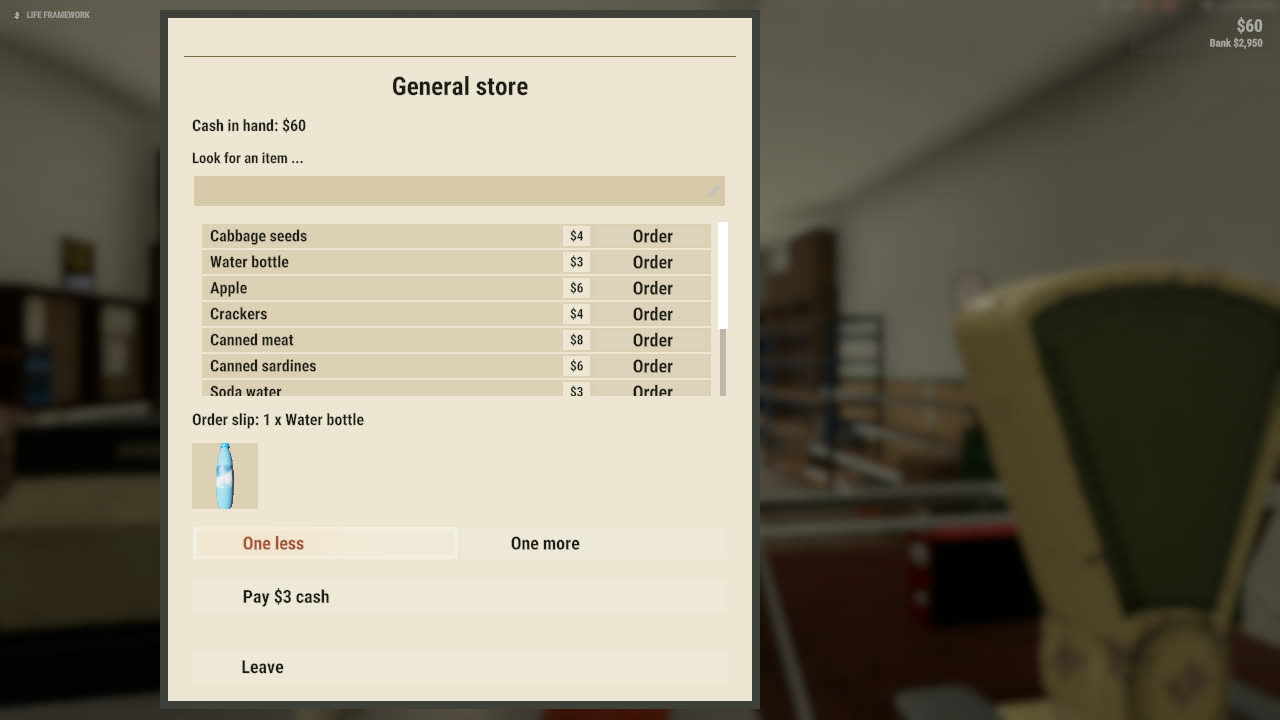 LIFE FRAMEWORK
$60
Bank $2,950
General store
Cash in hand: $60
Look for an item ...
Cabbage seeds $4 Order
Water bottle $3 Order
Apple $6 Order
Crackers $4 Order
Canned meat $8 Order
Canned sardines $6 Order
Soda water $3 Order
Order slip: 1 x Water bottle
One less One more
Pay $3 cash
Leave